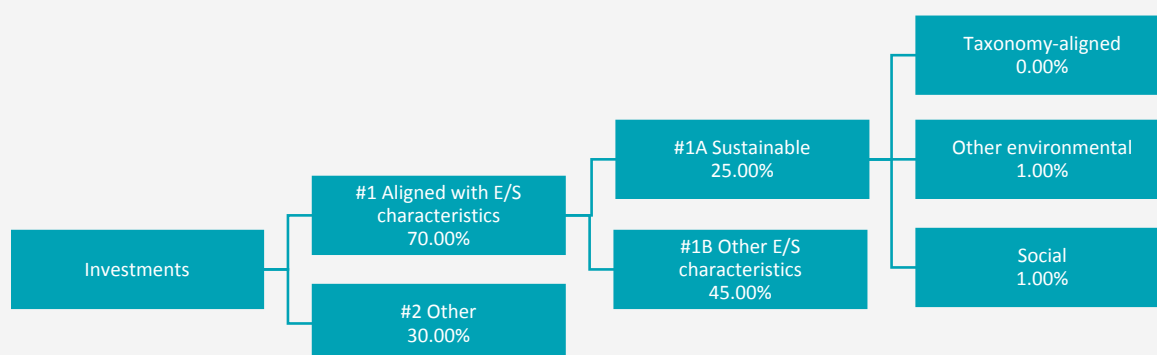 Investments
#1 Aligned with E/S
characteristics
70.00%
#2 Other
30.00%
#1A Sustainable
25.00%
#1B Other E/S
characteristics
45.00%
Taxonomy-aligned
0.00%
Other environmental
1.00%
Social
1.00%